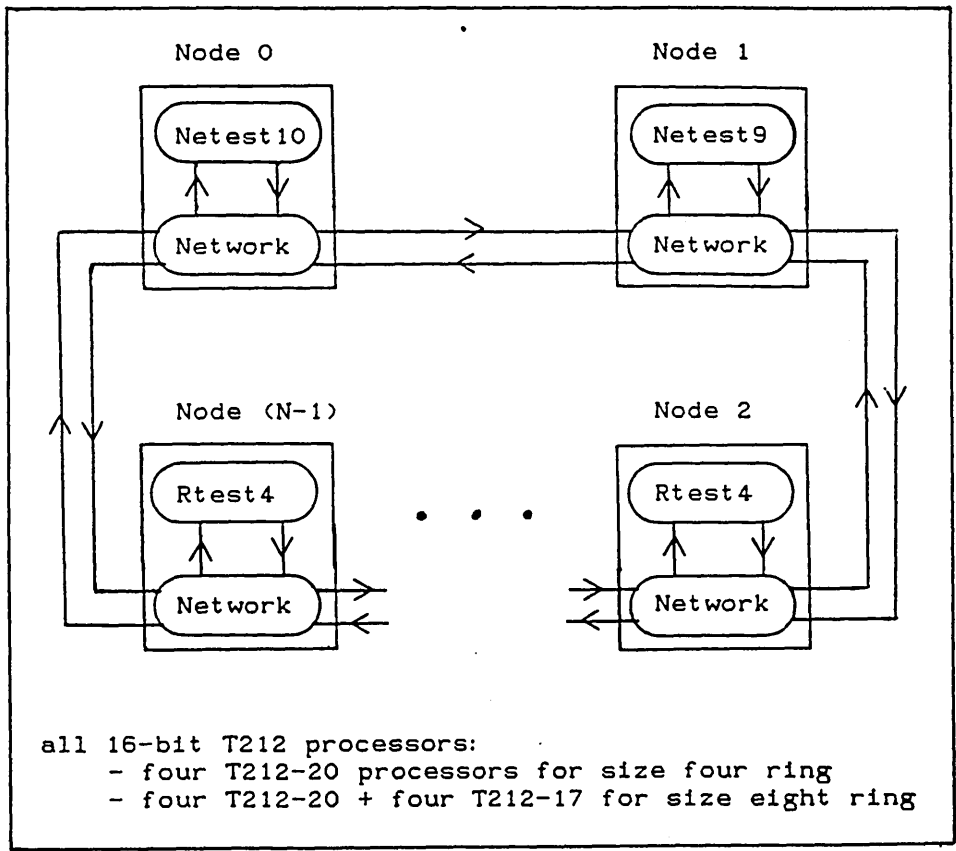 Node 0
Node 1
Netest10
Netest9
Network
Network
Node (N-1)
Node 2
Rtest4
Rtest4
Network
Network
all 16-bit T212 processors:
- four T212-20 processors for size four ring
- four T212-20 + four T212-17 for size eight ring